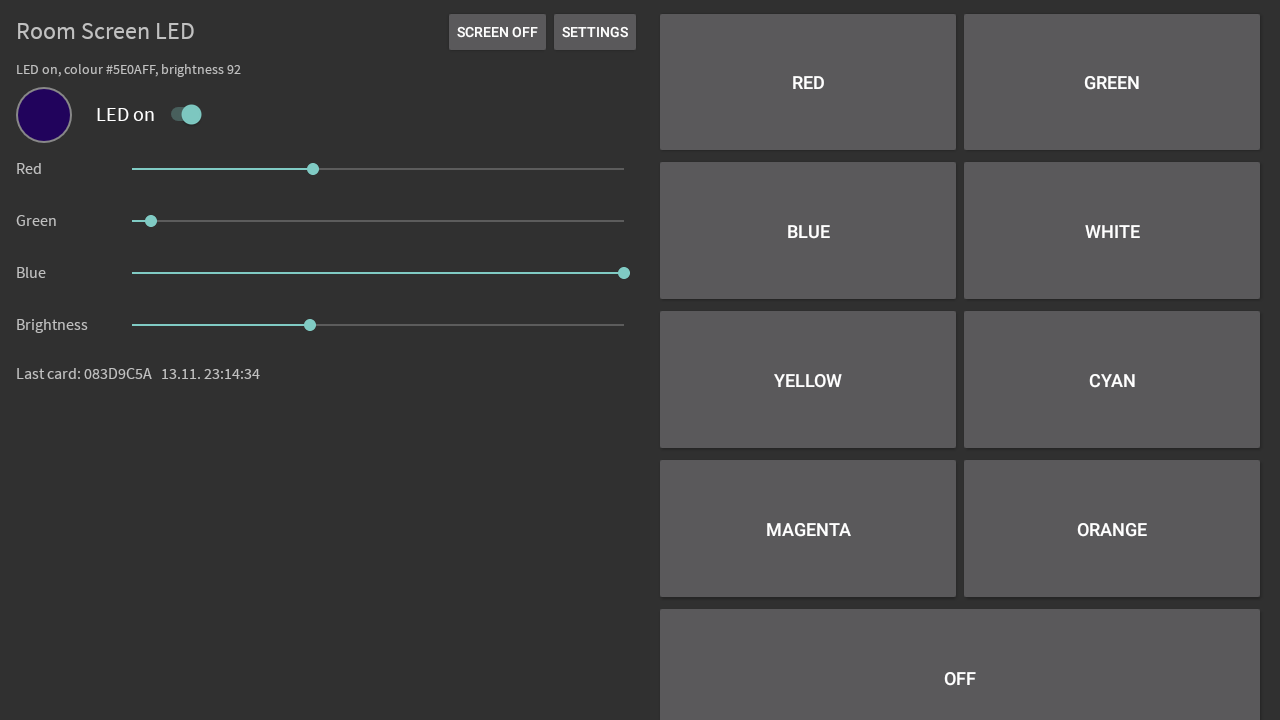 Room Screen LED
SCREEN OFF
SETTINGS
LED on, colour #5E0AFF, brightness 92
LED on
Red
Green
Blue
Brightness
Last card: 083D9C5A 13.11. 23:14:34
RED
GREEN
BLUE
WHITE
YELLOW
CYAN
MAGENTA
ORANGE
OFF